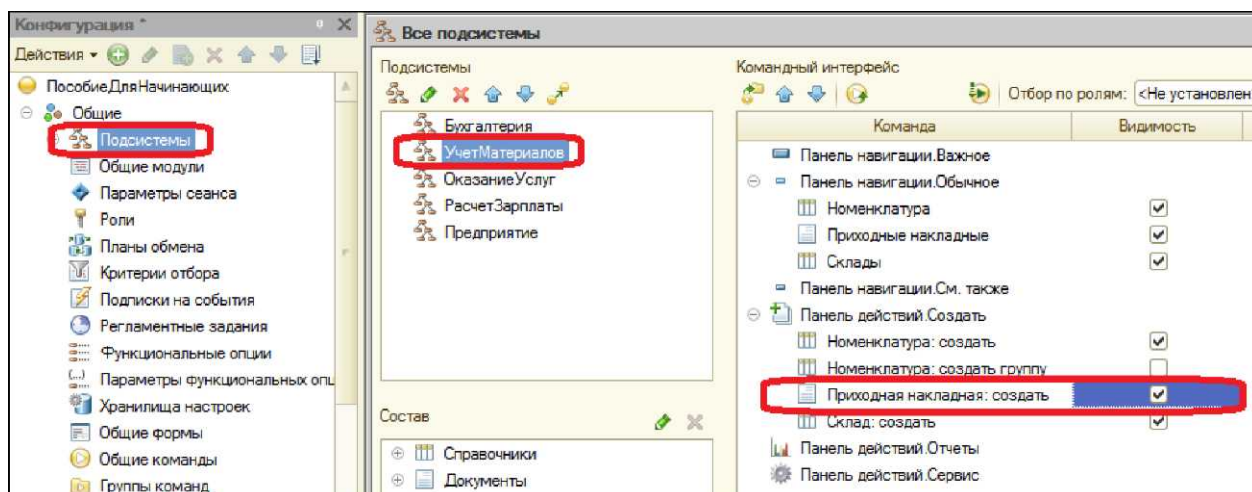 Конфигурация *
Действия
ПособиеДляНачинающих
Общие
Подсистемы
Общие модули
Параметры сеанса
Роли
Планы обмена
Критерии отбора
Подписки на события
Регламентные задания
Функциональные опции
Параметры функциональных опц
Хранилища настроек
Общие формы
Общие команды
Группы команд
Все подсистемы
Подсистемы
Бухгалтерия
УчетМатериалов
ОказаниеУслуг
РасчетЗарплаты
Предприятие
Состав
Справочники
Документы
Командный интерфейс
Отбор по ролям: <Не установлен
Команда Видимость
Панель навигации.Важное
Панель навигации.Обычное
Номенклатура
Приходные накладные
Склады
Панель навигации.См. также
Панель действий.Создать
Номенклатура: создать
Номенклатура: создать группу
Приходная накладная: создать
Склад: создать
Панель действий.Отчеты
Панель действий.Сервис